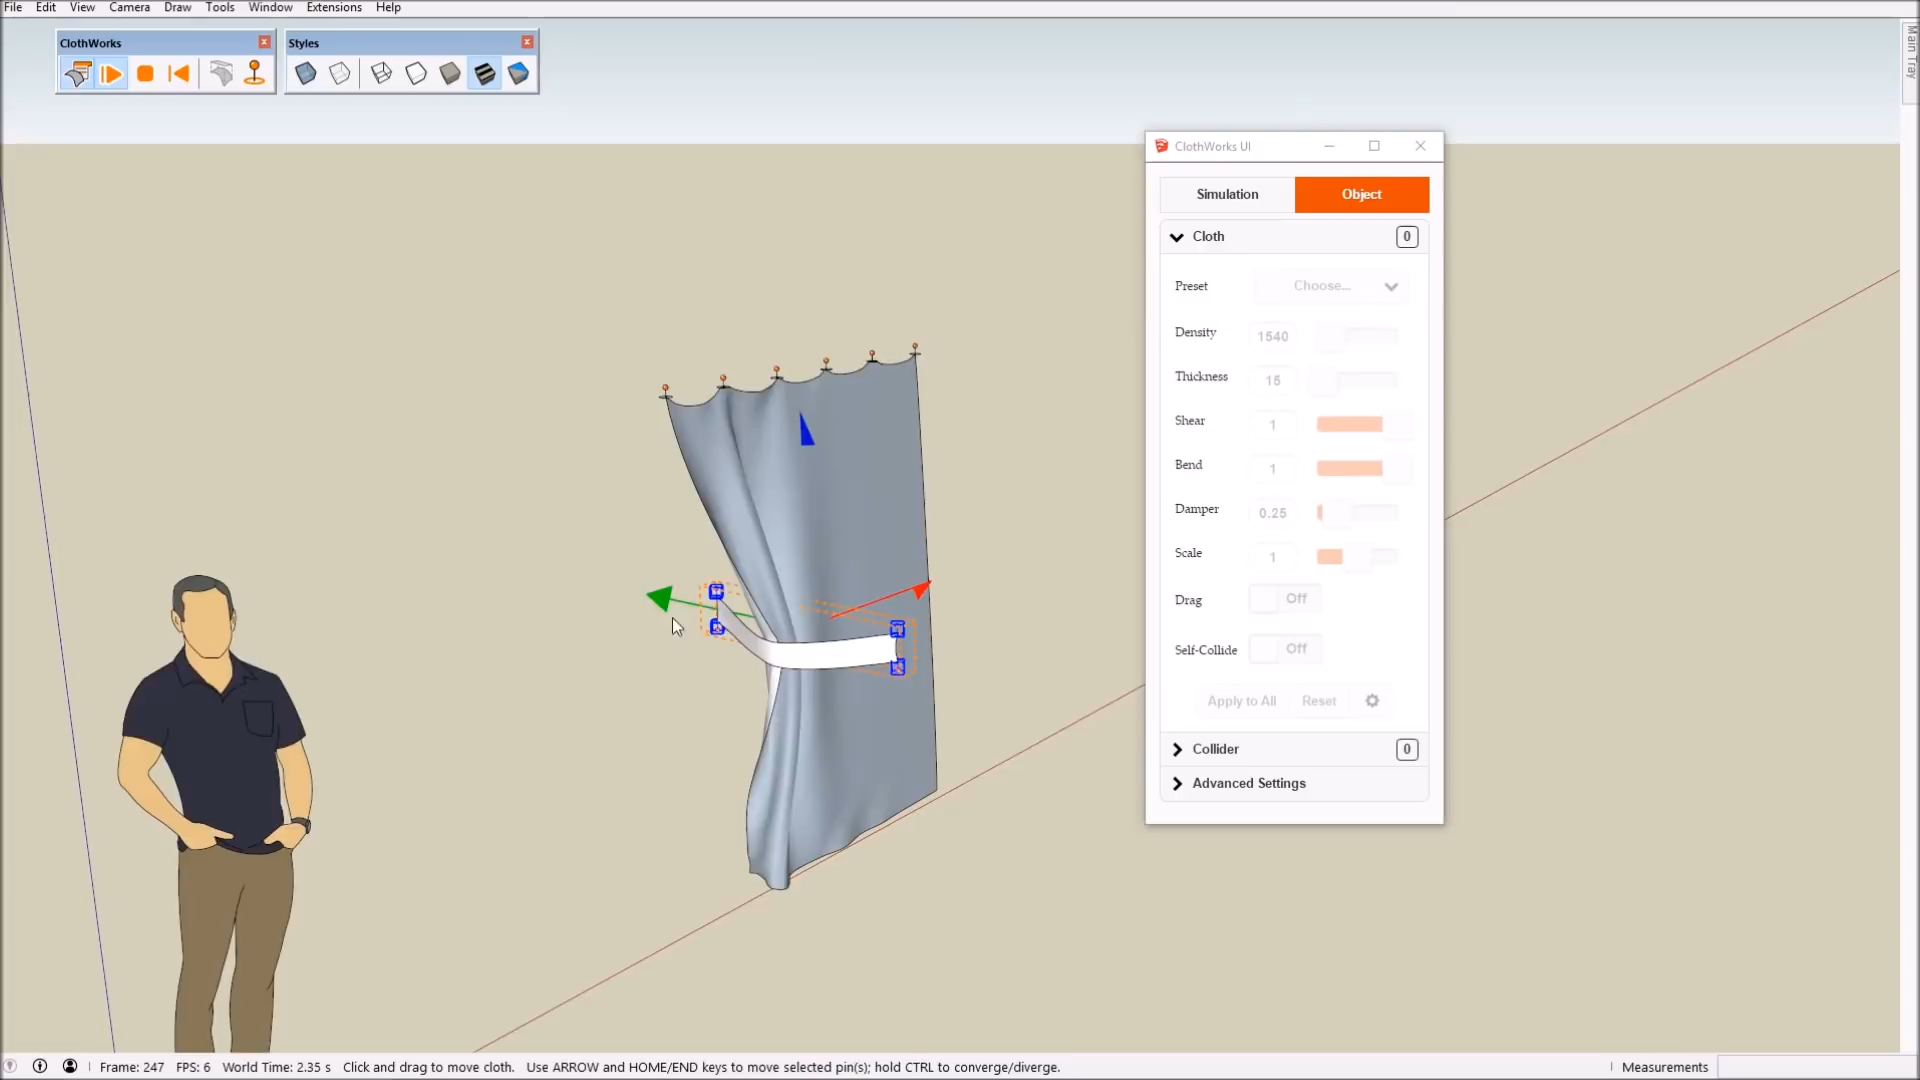 File Edit View Camera Draw Tools Window Extensions Help
ClothWorks
Styles
Main Tray
ClothWorks UI
Simulation Object
Cloth 0
Preset Choose...
Density 1540
Thickness 15
Shear 1
Bend 1
Damper 0.25
Scale 1
Drag Off
Self-Collide Off
Apply to All Reset
Collider 0
Advanced Settings
Frame: 247 FPS: 6 World Time: 2.35 s Click and drag to move cloth. Use ARROW and HOME/END keys to move selected pin(s); hold CTRL to converge/diverge. Measurements